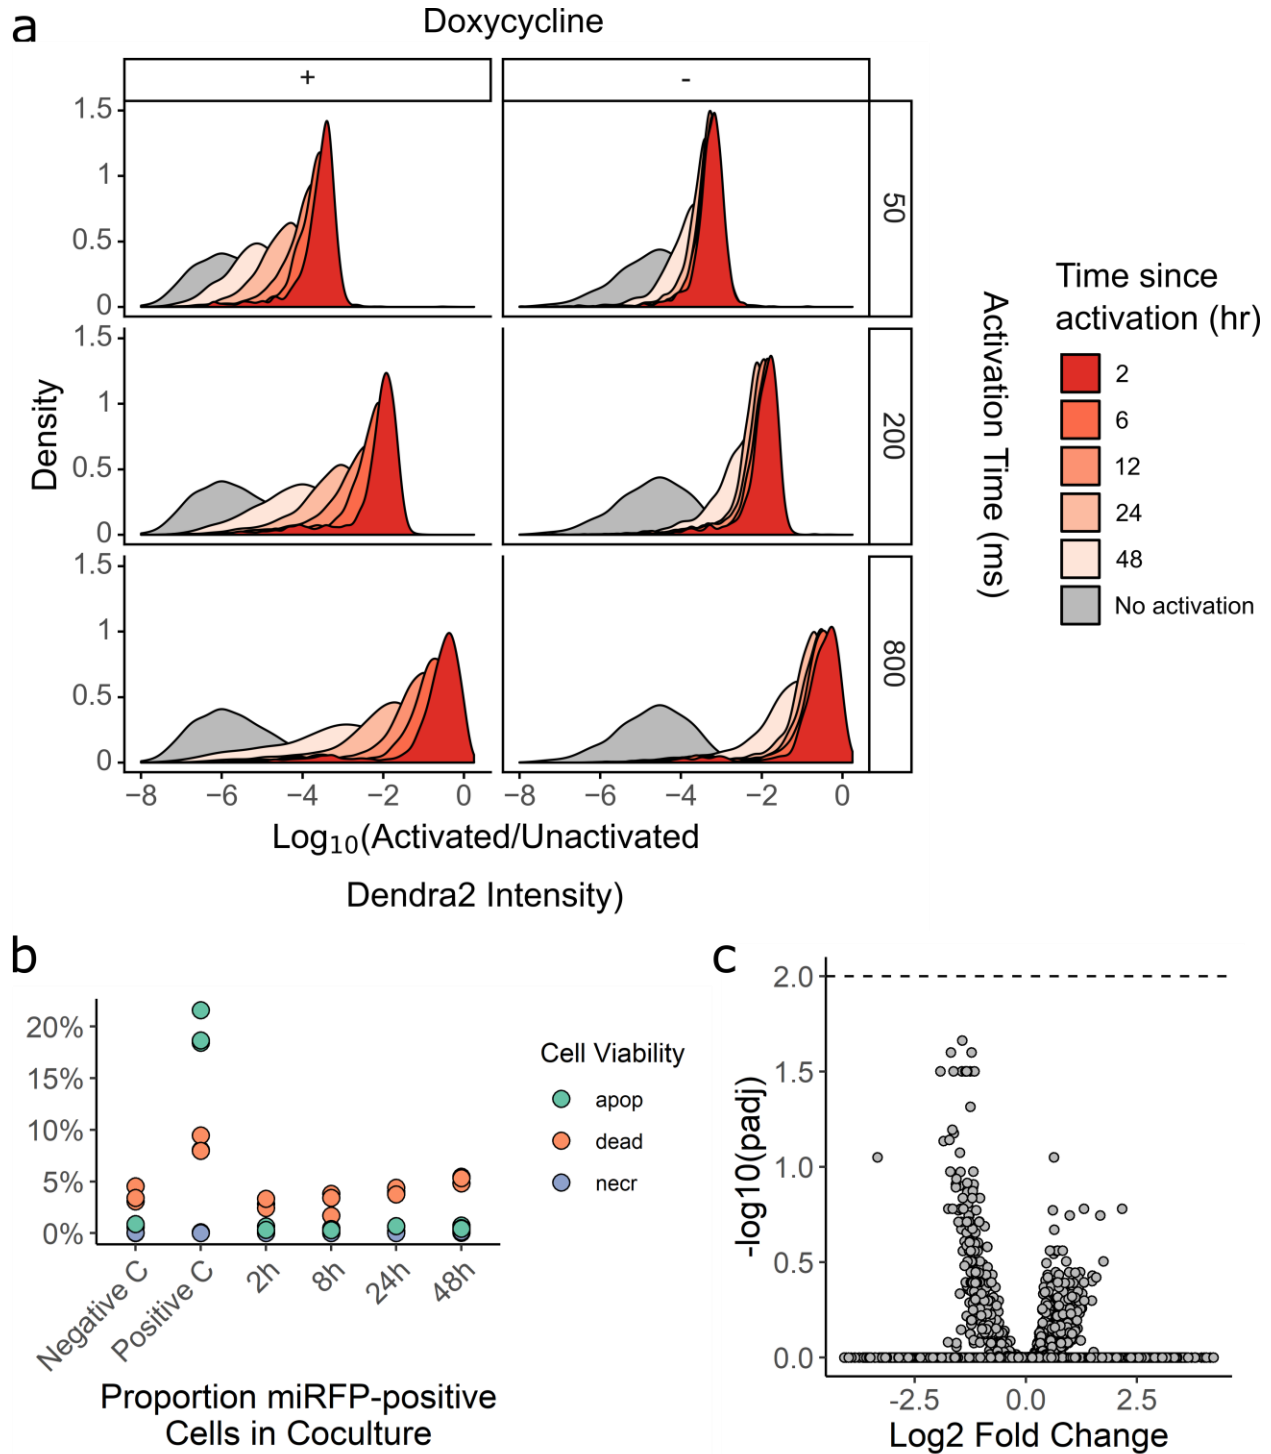 a
Doxycycline
+
-
1.5
1
0.5
0
50
1.5
1
0.5
0
200
1.5
1
0.5
0
800
Density
Activation Time (ms)
−8
−6
−4
−2
0
−8
−6
−4
−2
0
Log10(Activated/Unactivated
Dendra2 Intensity)
Time since
activation (hr)
2
6
12
24
48
No activation
b
20%
15%
10%
5%
0%
Negative C
Positive C
2h
8h
24h
48h
Proportion miRFP-positive
Cells in Coculture
Cell Viability
apop
dead
necr
c
2.0
1.5
1.0
0.5
0.0
-log10(padj)
-2.5
0.0
2.5
Log2 Fold Change